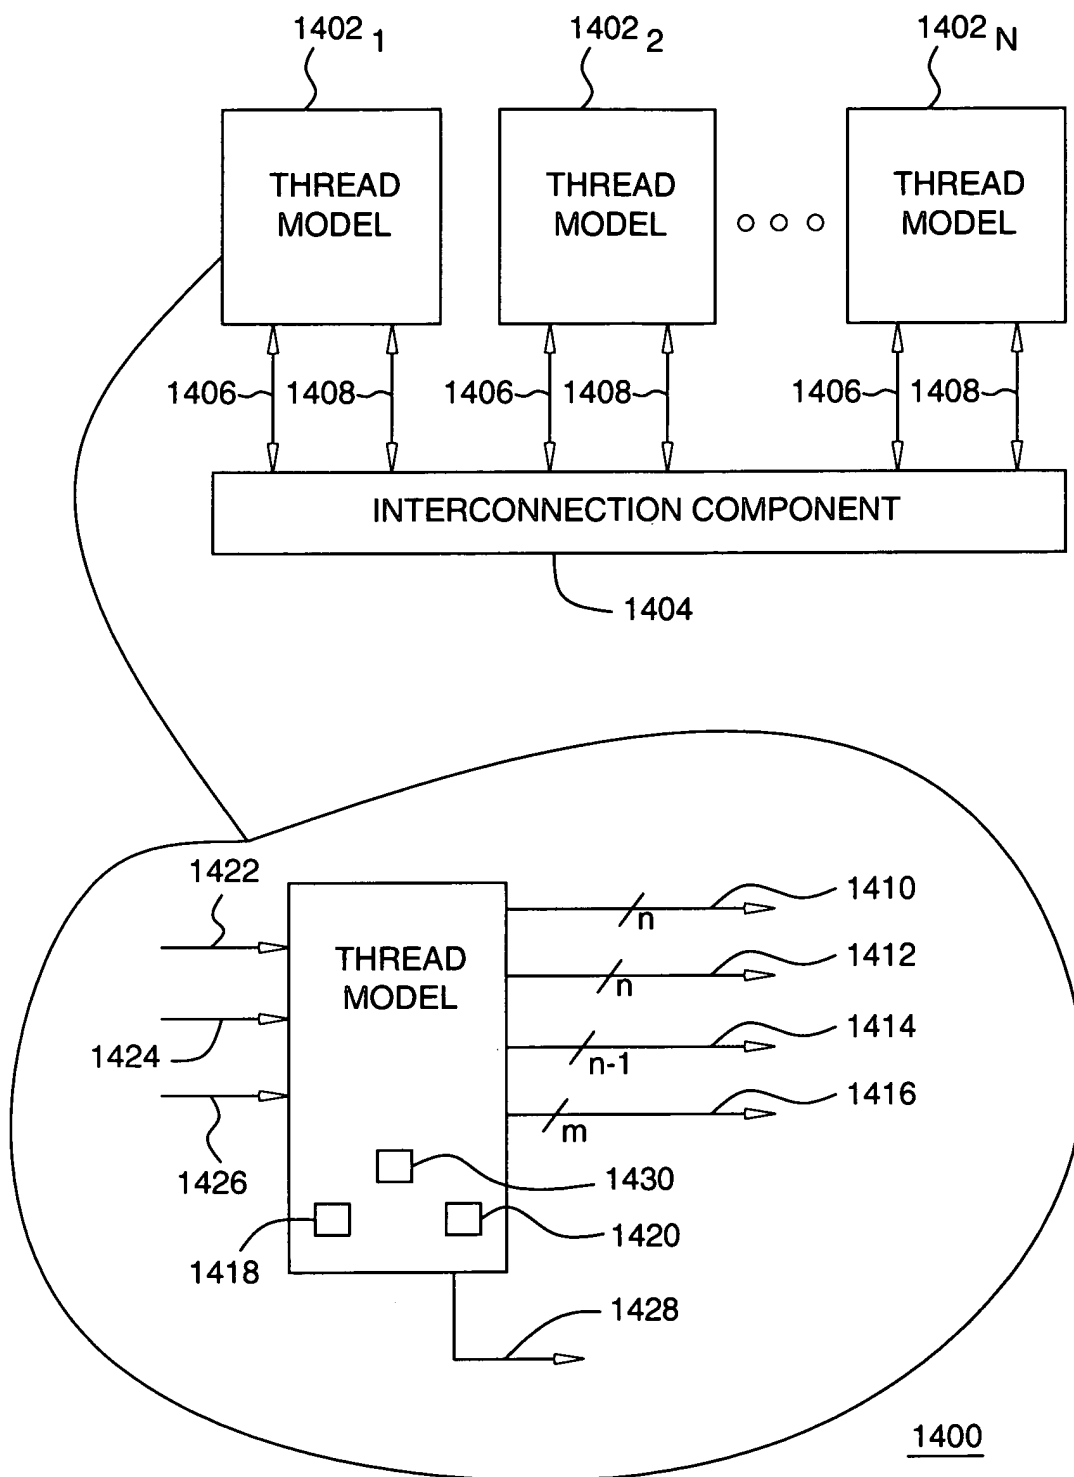 1402 1
1402 2
1402 N
THREAD
MODEL
THREAD
MODEL
THREAD
MODEL
1406
1408
1406
1408
1406
1408
INTERCONNECTION COMPONENT
1404
1422
1424
1426
THREAD
MODEL
n
1410
n
1412
n-1
1414
m
1416
1430
1418
1420
1428
1400